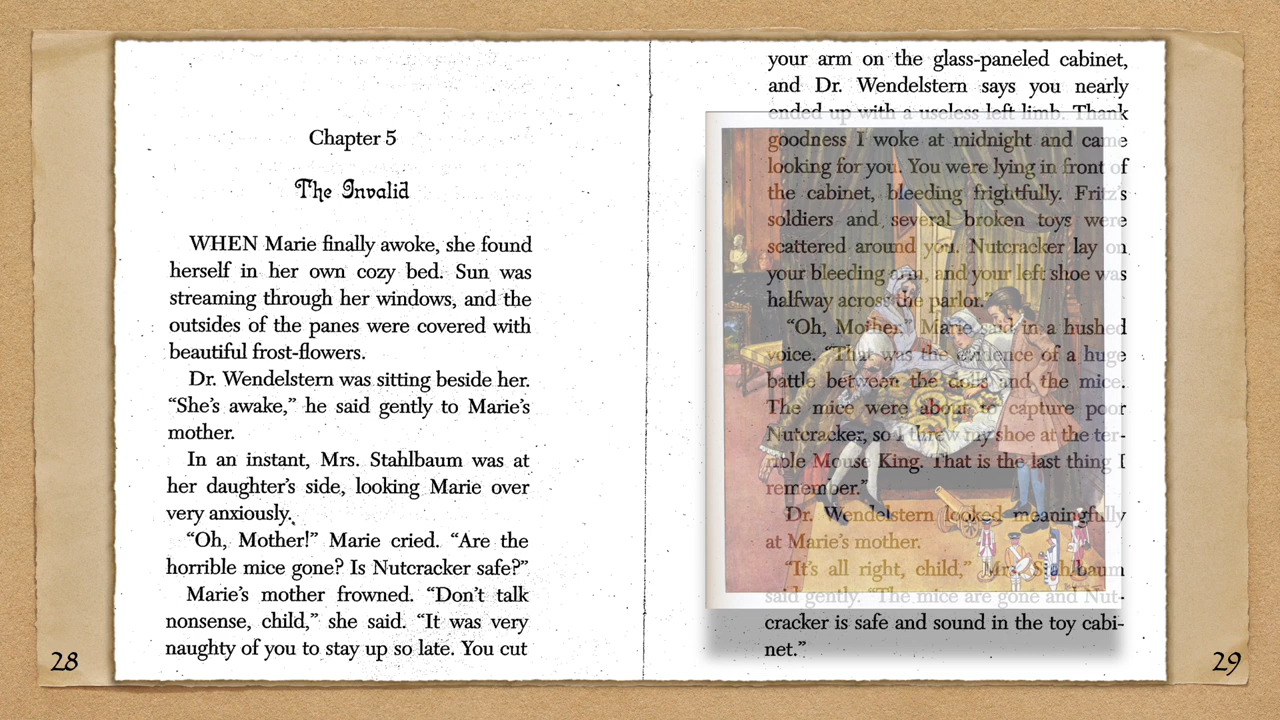 Chapter 5
The Invalid
WHEN Marie finally awoke, she found
herself in her own cozy bed. Sun was
streaming through her windows, and the
outsides of the panes were covered with
beautiful frost-flowers.
Dr. Wendelstern was sitting beside her.
“She’s awake,” he said gently to Marie’s
mother.
In an instant, Mrs. Stahlbaum was at
her daughter’s side, looking Marie over
very anxiously.
“Oh, Mother!” Marie cried. “Are the
horrible mice gone? Is Nutcracker safe?”
Marie’s mother frowned. “Don’t talk
nonsense, child,” she said. “It was very
naughty of you to stay up so late. You cut
28
your arm on the glass-paneled cabinet,
and Dr. Wendelstern says you nearly
ended up with a useless left limb. Thank
goodness I woke at midnight and came
looking for you. You were lying in front of
the cabinet, bleeding frightfully. Fritz’s
soldiers and several broken toys were
scattered around you. Nutcracker lay on
your bleeding arm, and your left shoe was
halfway across the parlor.”
“Oh, Mother,” Marie said in a hushed
voice. “That was the evidence of a huge
battle between the dolls and the mice.
The mice were about to capture poor
Nutcracker, so I threw my shoe at the ter-
rible Mouse King. That is the last thing I
remember.”
Dr. Wendelstern looked meaningfully
at Marie’s mother.
“It’s all right, child,” Mrs. Stahlbaum
said gently. “The mice are gone and Nut-
cracker is safe and sound in the toy cabi-
net.”
29